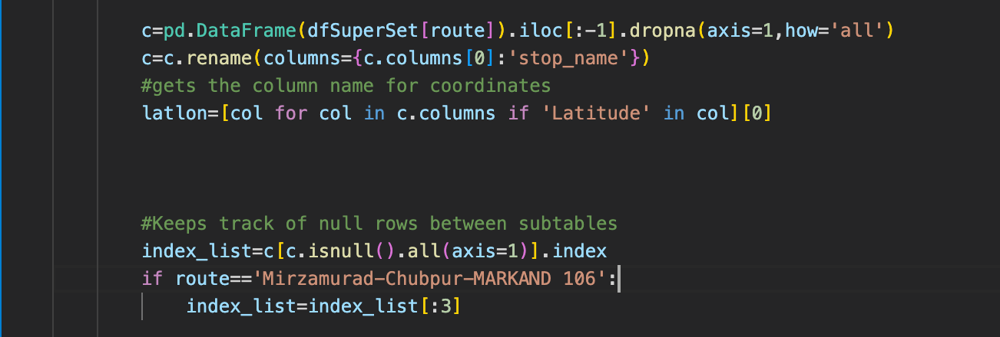 c=pd.DataFrame(dfSuperSet[route]).iloc[:-1].dropna(axis=1,how='all')
c=c.rename(columns={c.columns[0]:'stop_name'})
#gets the column name for coordinates
latlon=[col for col in c.columns if 'Latitude' in col][0]
#Keeps track of null rows between subtables
index_list=c[c.isnull().all(axis=1)].index
if route=='Mirzamurad-Chubpur-MARKAND 106':
index_list=index_list[:3]